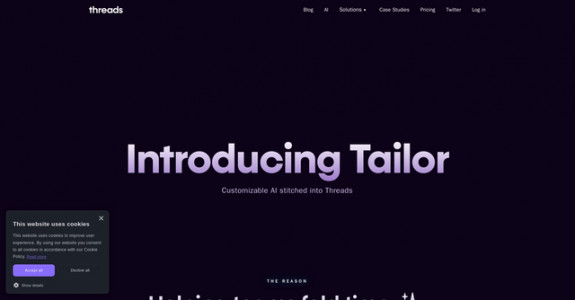 threads
Blog AI Solutions Case Studies Pricing Twitter Log in
Introducing Tailor
Customizable AI stitched into Threads
×
This website uses cookies
This website uses cookies to improve user
experience. By using our website you consent
to all cookies in accordance with our Cookie
Policy. Read more
Accept all Decline all
Show details
THE REASON